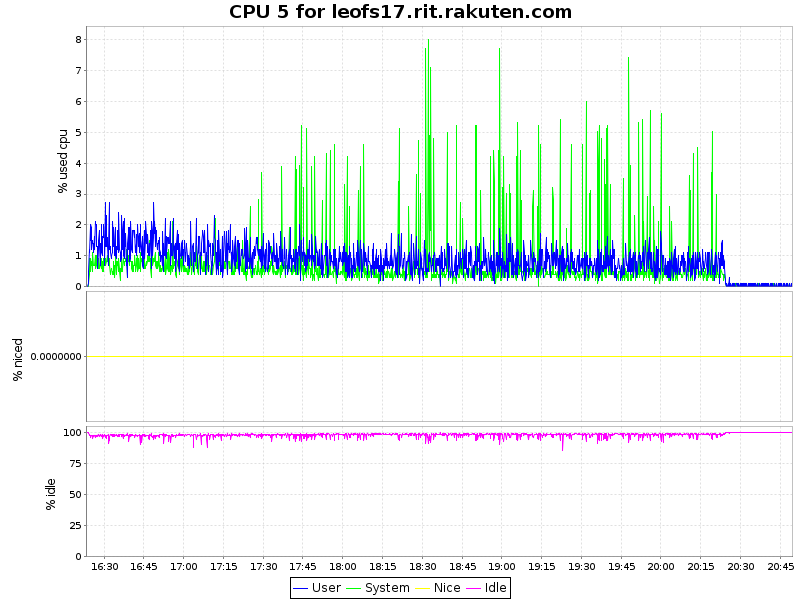 CPU 5 for leofs17.rit.rakuten.com
% used cpu
8
7
6
5
4
3
2
1
0
% niced
0.0000000
% idle
100
75
50
25
0
16:30 16:45 17:00 17:15 17:30 17:45 18:00 18:15 18:30 18:45 19:00 19:15 19:30 19:45 20:00 20:15 20:30 20:45
User System Nice Idle